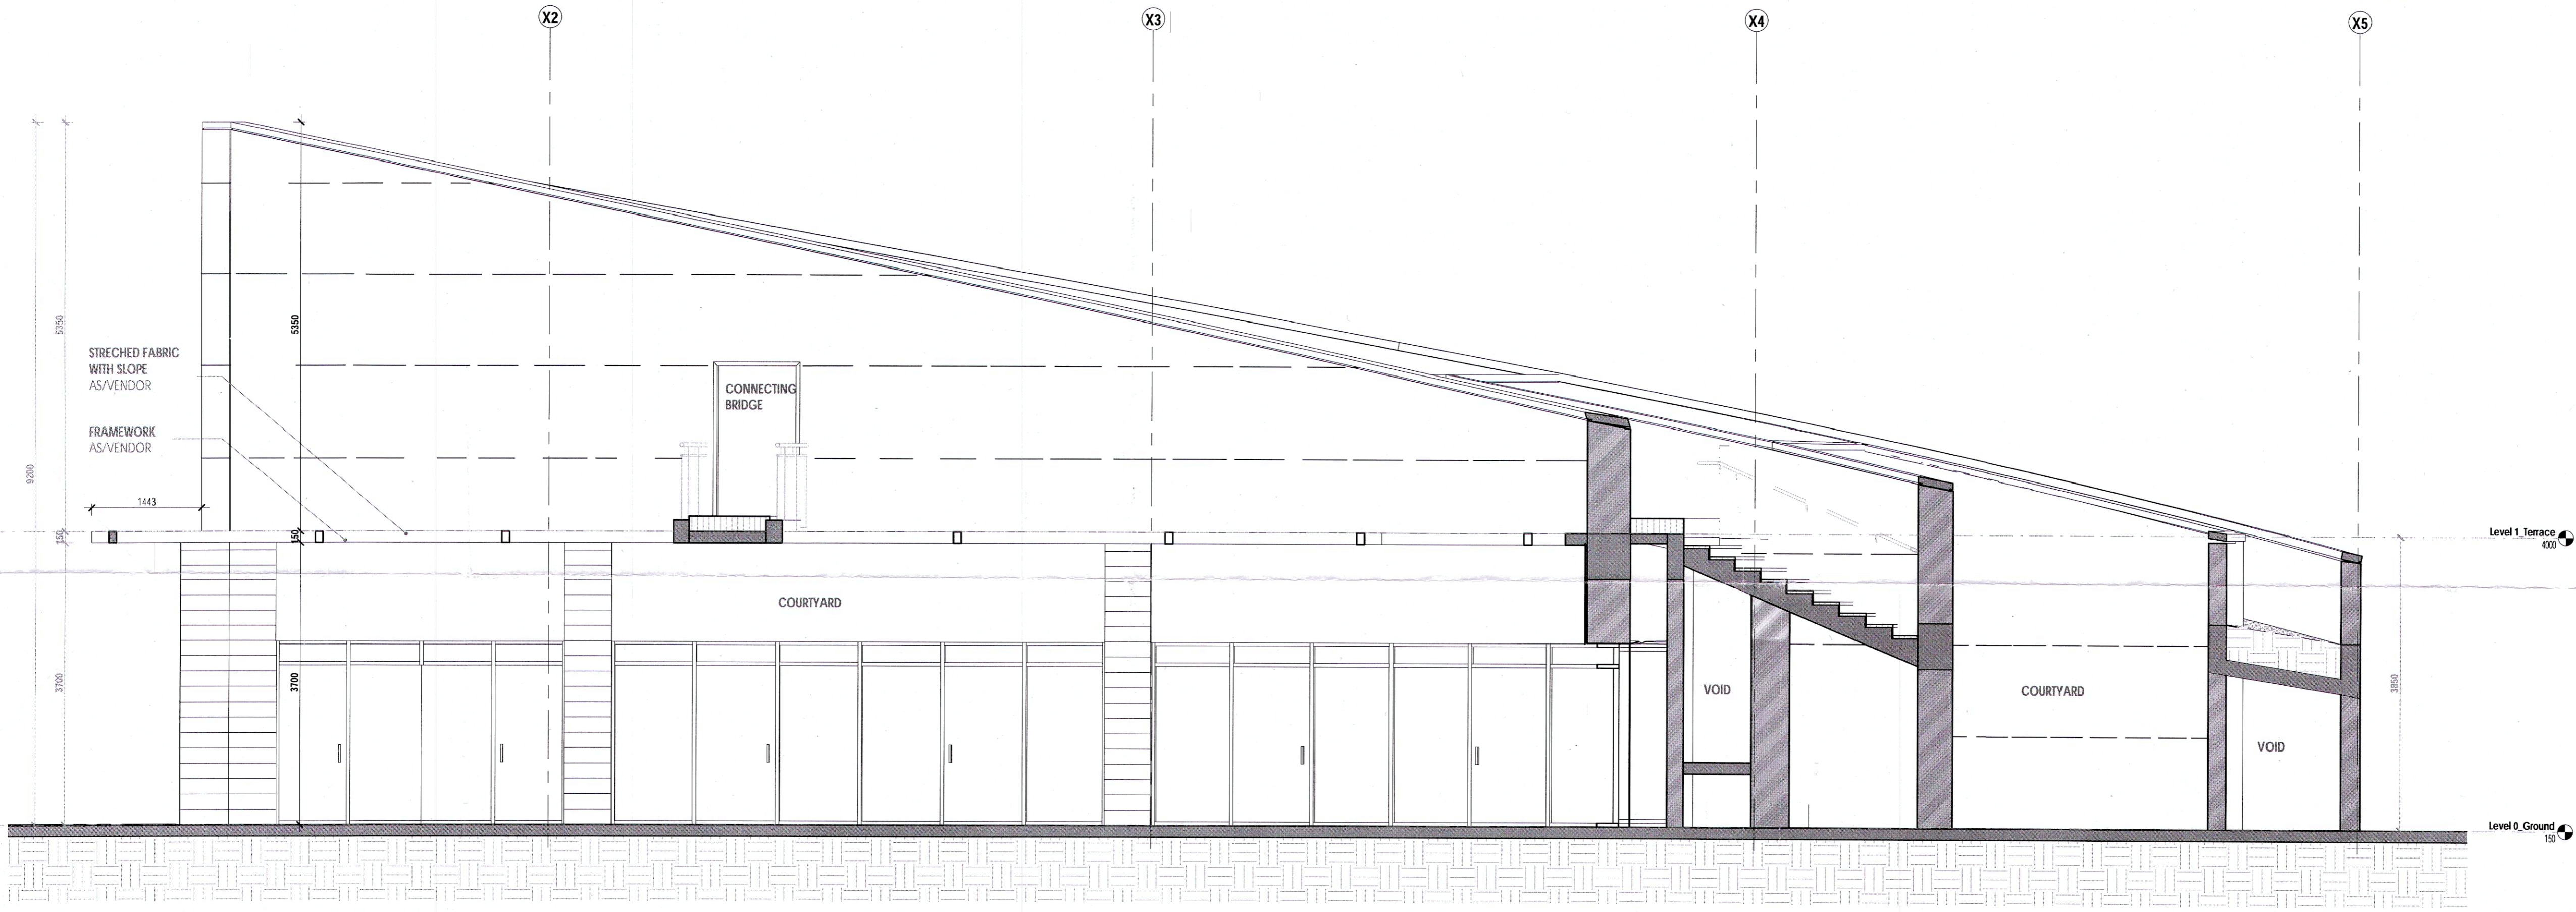 X2
X3
X4
X5
5350
5350
STRECHED FABRIC
WITH SLOPE
AS/VENDOR
CONNECTING
BRIDGE
FRAMEWORK
AS/VENDOR
9200
1443
150
150
Level 1_Terrace
4000
COURTYARD
3700
3700
VOID
COURTYARD
3850
VOID
Level 0_Ground
150